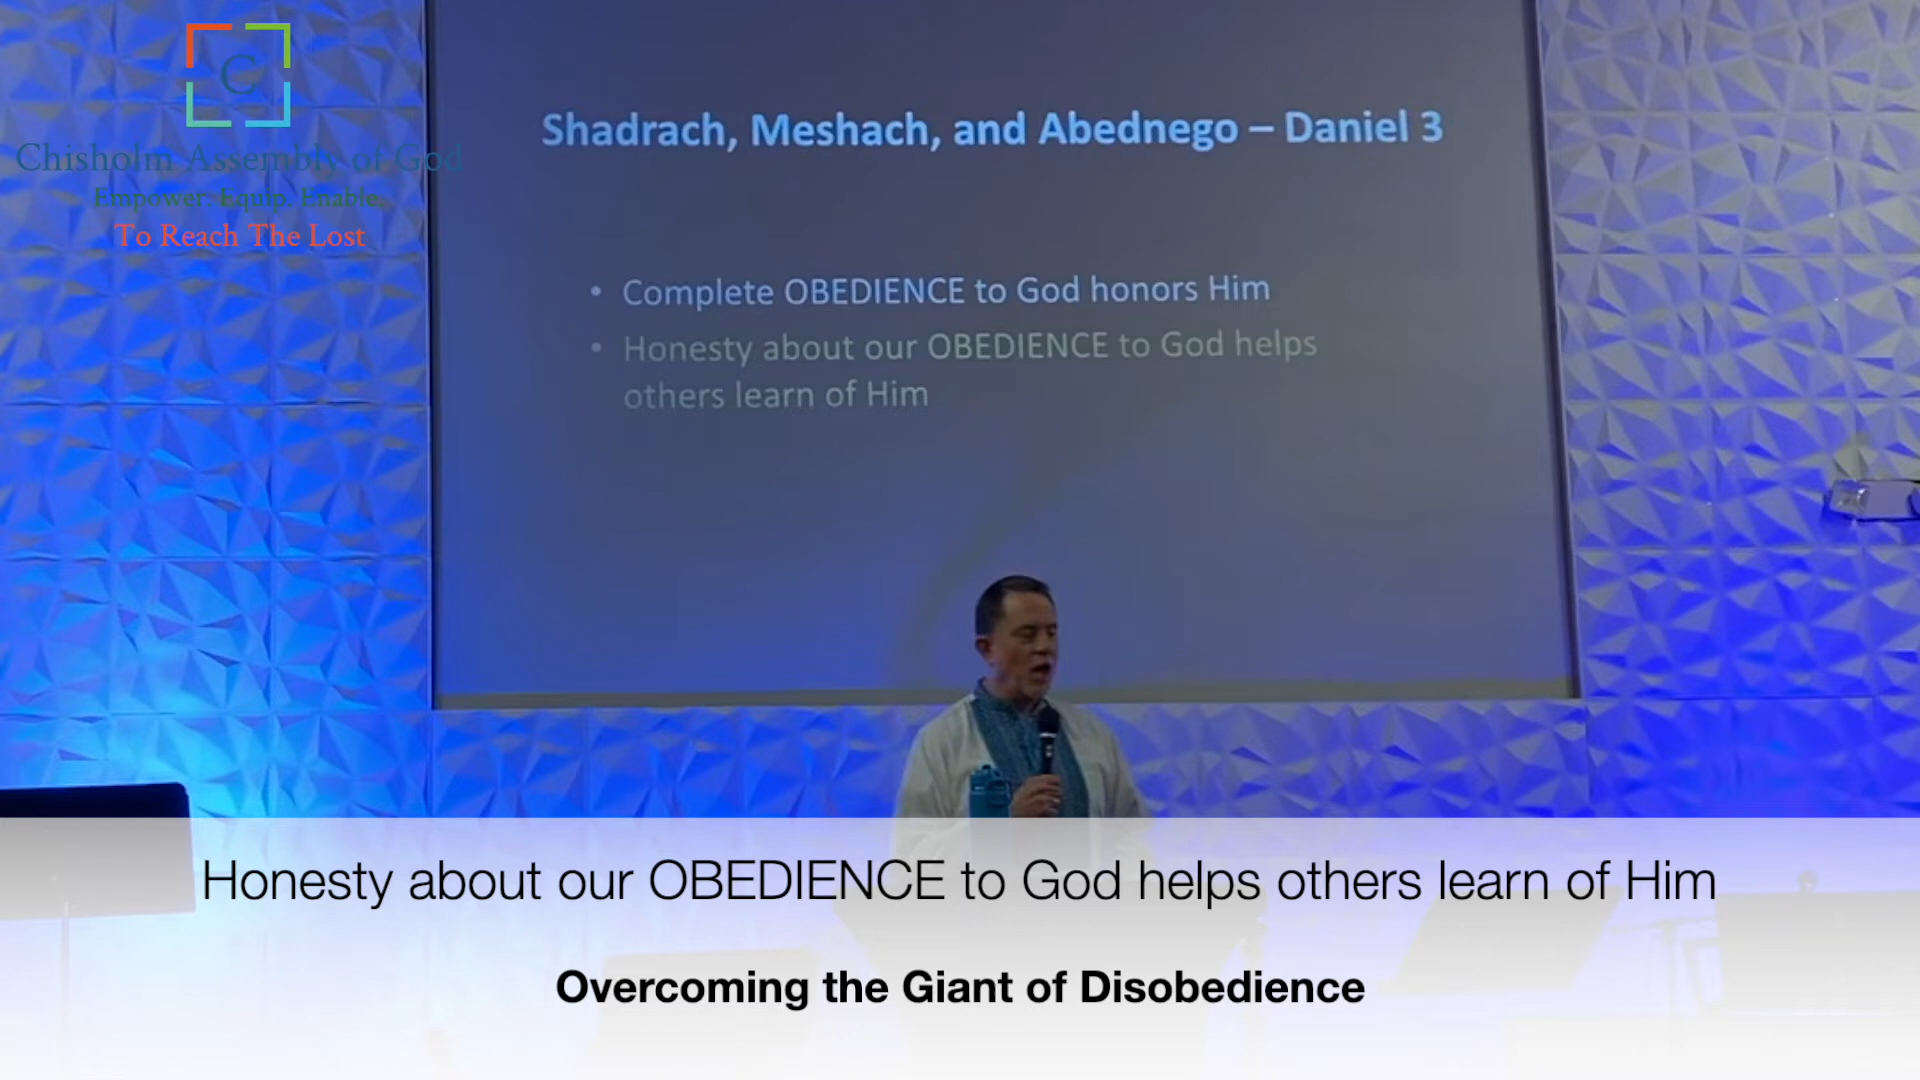 C
Chisholm Assembly of God
Empower. Equip. Enable.
To Reach The Lost
Shadrach, Meshach, and Abednego – Daniel 3
• Complete OBEDIENCE to God honors Him
• Honesty about our OBEDIENCE to God helps
others learn of Him
Honesty about our OBEDIENCE to God helps others learn of Him
Overcoming the Giant of Disobedience